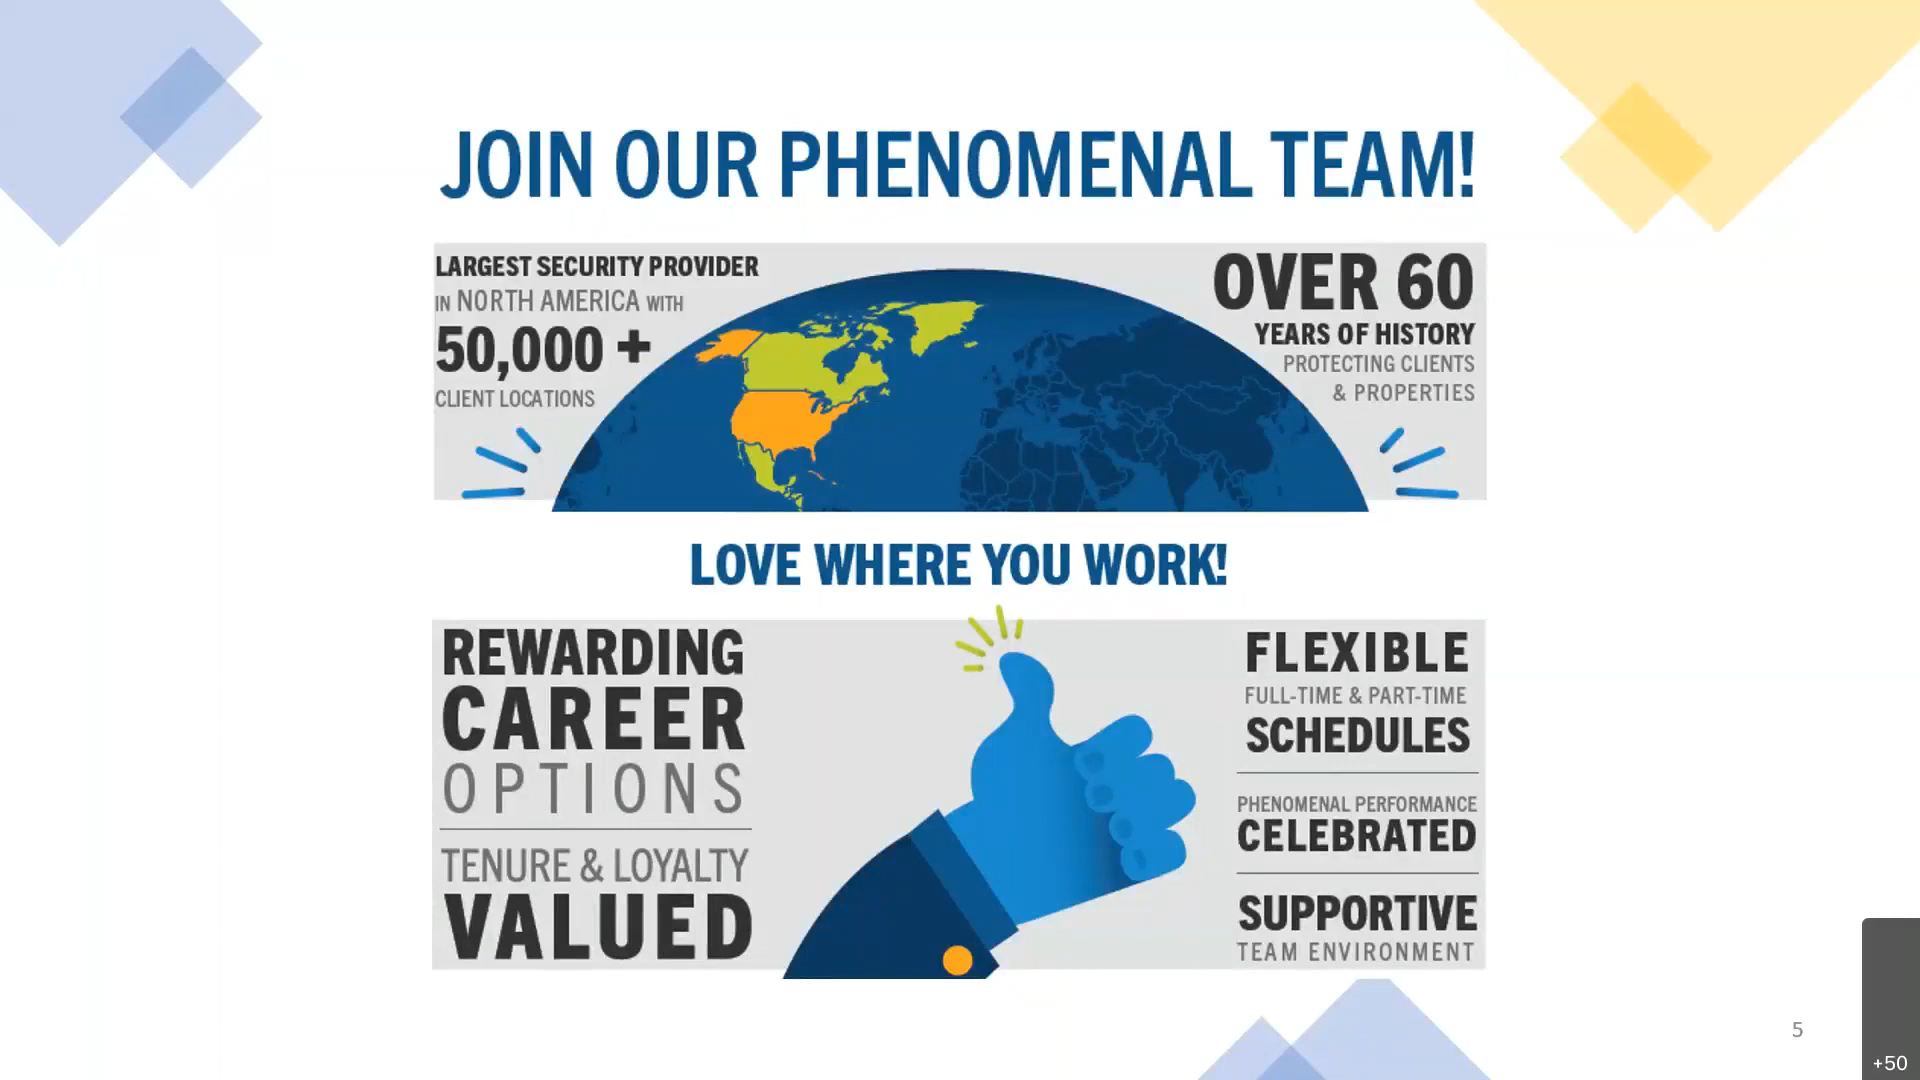 JOIN OUR PHENOMENAL TEAM!
LARGEST SECURITY PROVIDER
IN NORTH AMERICA WITH
50,000 +
CLIENT LOCATIONS
OVER 60
YEARS OF HISTORY
PROTECTING CLIENTS
& PROPERTIES
LOVE WHERE YOU WORK!
REWARDING
CAREER
OPTIONS
TENURE & LOYALTY
VALUED
FLEXIBLE
FULL-TIME & PART-TIME
SCHEDULES
PHENOMENAL PERFORMANCE
CELEBRATED
SUPPORTIVE
TEAM ENVIRONMENT
5
+50